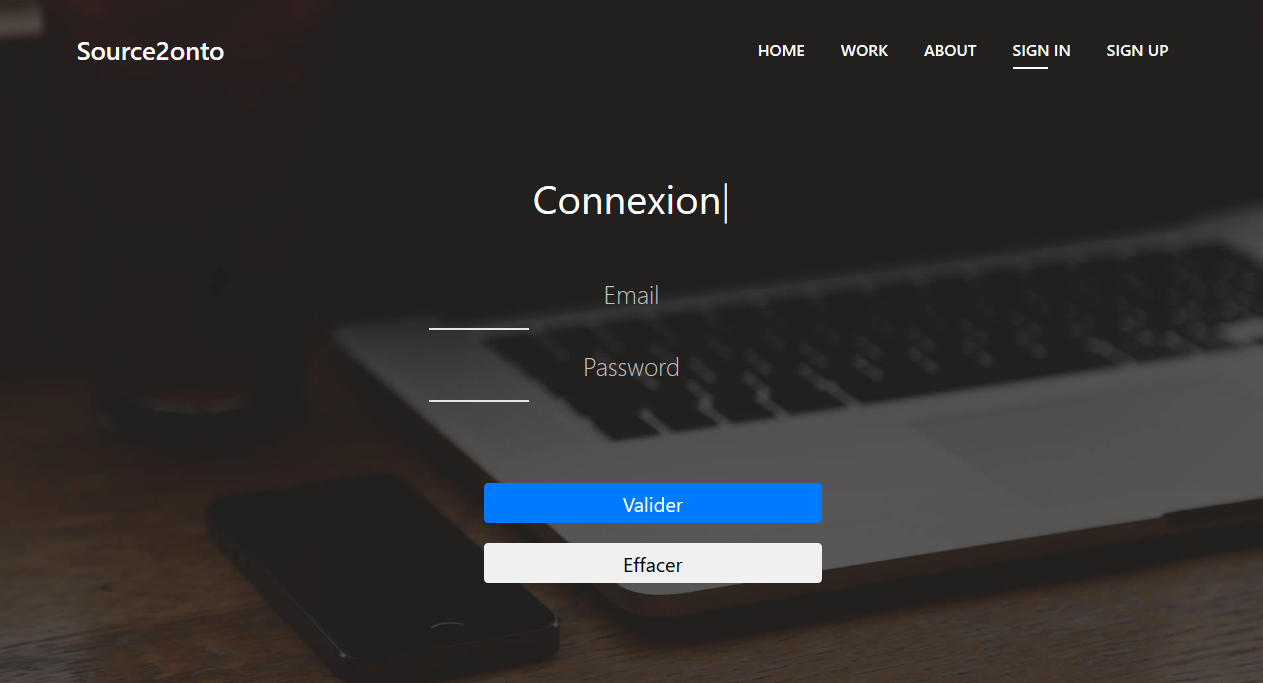 Source2onto HOME WORK ABOUT SIGN IN SIGN UP
Connexion
Email
Password
Valider
Effacer